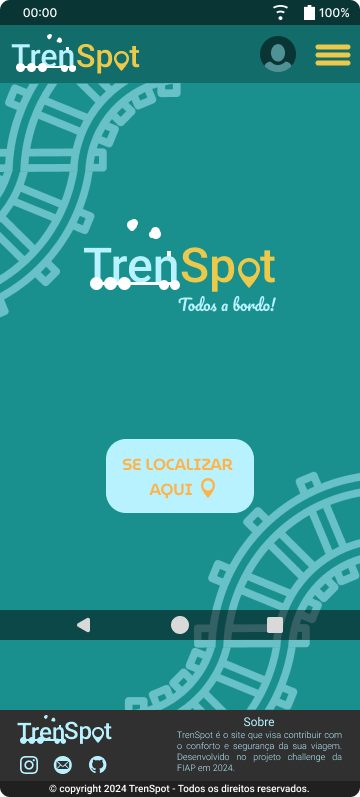 00:00
100%
TrenSpot
TrenSpot
Todos a bordo!
SE LOCALIZAR
AQUI
TrenSpot
Sobre
TrenSpot é o site que visa contribuir com
o conforto e segurança da sua viagem.
Desenvolvido no projeto challenge da
FIAP em 2024.
© copyright 2024 TrenSpot - Todos os direitos reservados.